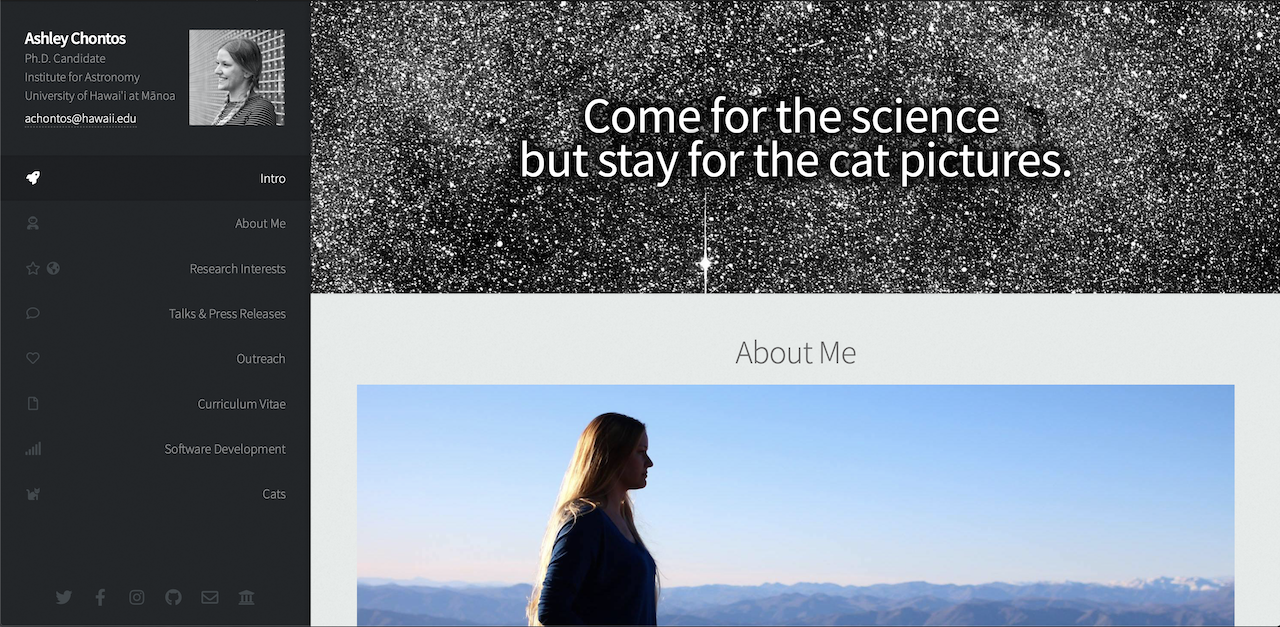 Ashley Chontos
Ph.D. Candidate
Institute for Astronomy
University of Hawai'i at Mānoa
achontos@hawaii.edu
Intro
About Me
Research Interests
Talks & Press Releases
Outreach
Curriculum Vitae
Software Development
Cats
Come for the science
but stay for the cat pictures.
About Me